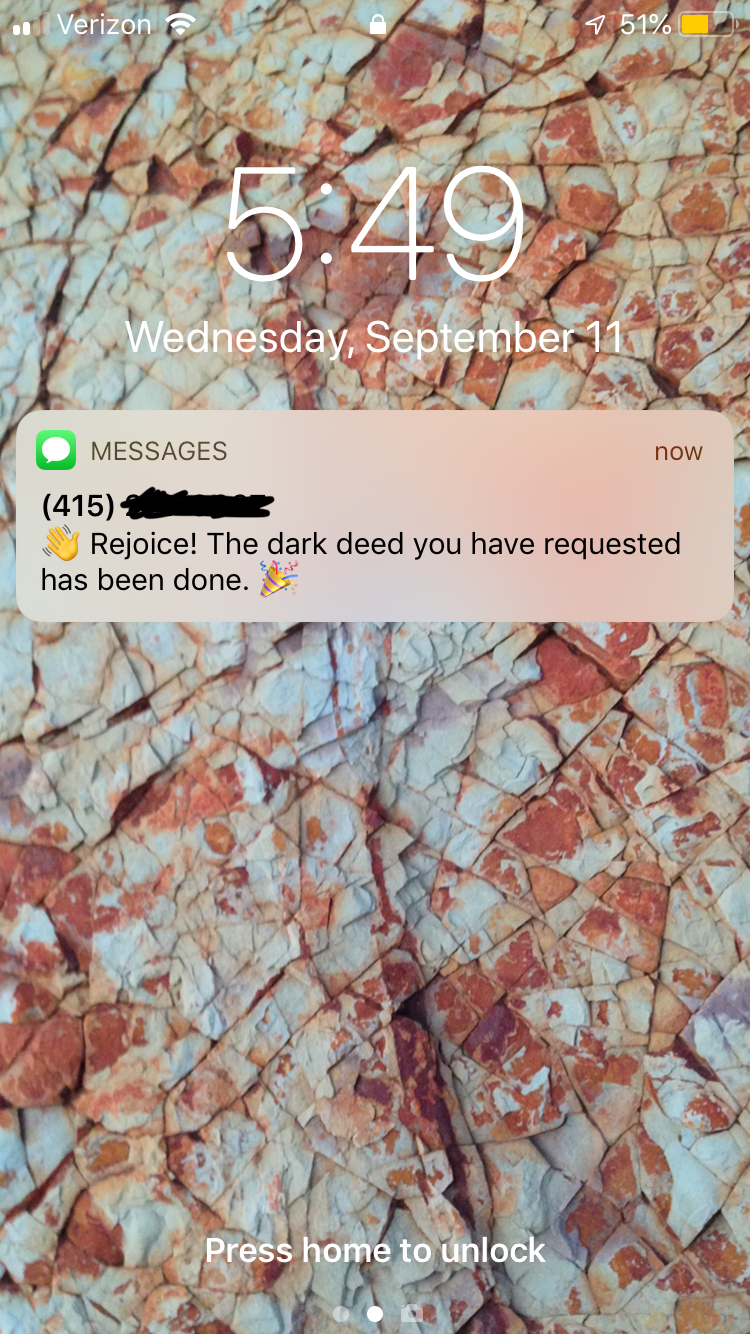 Verizon 51%
5:49
Wednesday, September 11
MESSAGES now
(415)
👋 Rejoice! The dark deed you have requested
has been done. 🎉
Press home to unlock